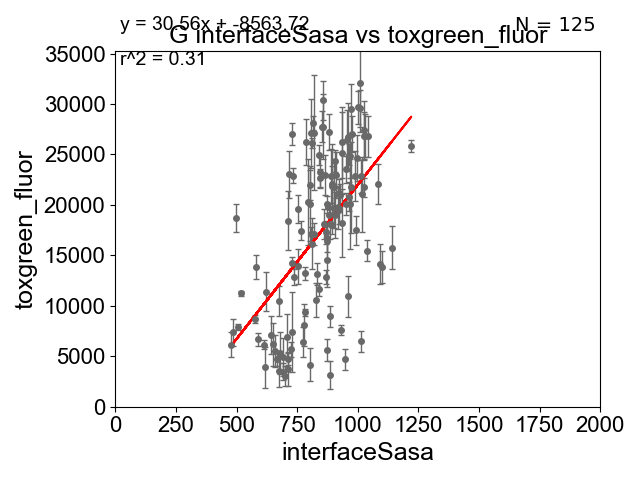 y = 30.56x + -8563.72
N = 125
G interfaceSasa vs toxgreen_fluor
r^2 = 0.31
35000
30000
25000
20000
15000
10000
5000
0
toxgreen_fluor
0 250 500 750 1000 1250 1500 1750 2000
interfaceSasa